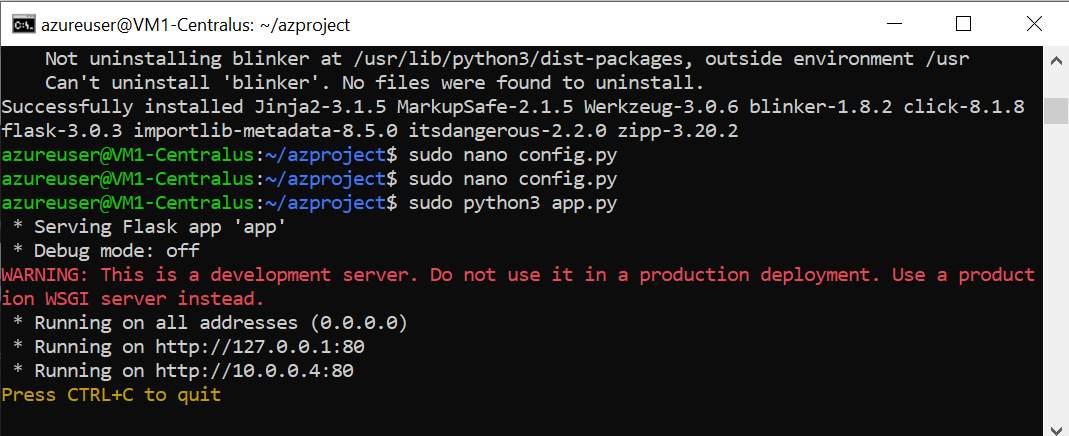 azureuser@VM1-Centralus: ~/azproject
Not uninstalling blinker at /usr/lib/python3/dist-packages, outside environment /usr
Can't uninstall 'blinker'. No files were found to uninstall.
Successfully installed Jinja2-3.1.5 MarkupSafe-2.1.5 Werkzeug-3.0.6 blinker-1.8.2 click-8.1.8
flask-3.0.3 importlib-metadata-8.5.0 itsdangerous-2.2.0 zipp-3.20.2
azureuser@VM1-Centralus:~/azproject$ sudo nano config.py
azureuser@VM1-Centralus:~/azproject$ sudo nano config.py
azureuser@VM1-Centralus:~/azproject$ sudo python3 app.py
* Serving Flask app 'app'
* Debug mode: off
WARNING: This is a development server. Do not use it in a production deployment. Use a product
ion WSGI server instead.
* Running on all addresses (0.0.0.0)
* Running on http://127.0.0.1:80
* Running on http://10.0.0.4:80
Press CTRL+C to quit